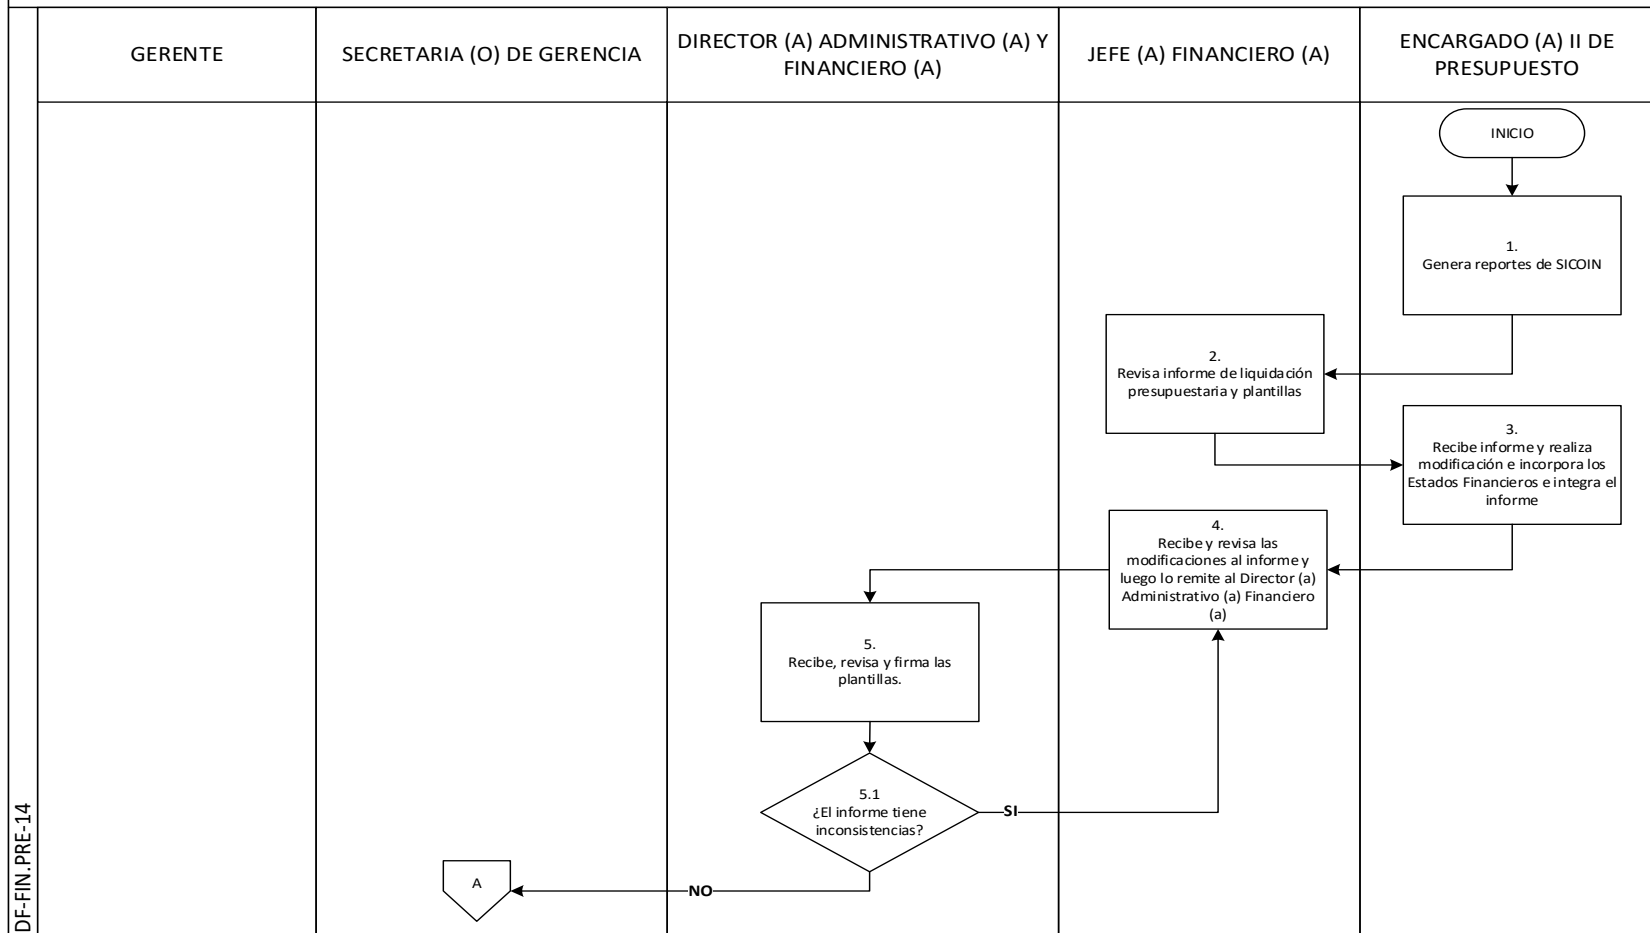 GERENTE
SECRETARIA (O) DE GERENCIA
DIRECTOR (A) ADMINISTRATIVO (A) Y
FINANCIERO (A)
JEFE (A) FINANCIERO (A)
ENCARGADO (A) II DE
PRESUPUESTO
INICIO
1.
Genera reportes de SICOIN
2.
Revisa informe de liquidación
presupuestaria y plantillas
3.
Recibe informe y realiza
modificación e incorpora los
Estados Financieros e integra el
informe
4.
Recibe y revisa las
modificaciones al informe y
luego lo remite al Director (a)
Administrativo (a) Financiero
(a)
5.
Recibe, revisa y firma las
plantillas.
5.1
¿El informe tiene
inconsistencias?
SI
NO
A
DF-FIN.PRE-14